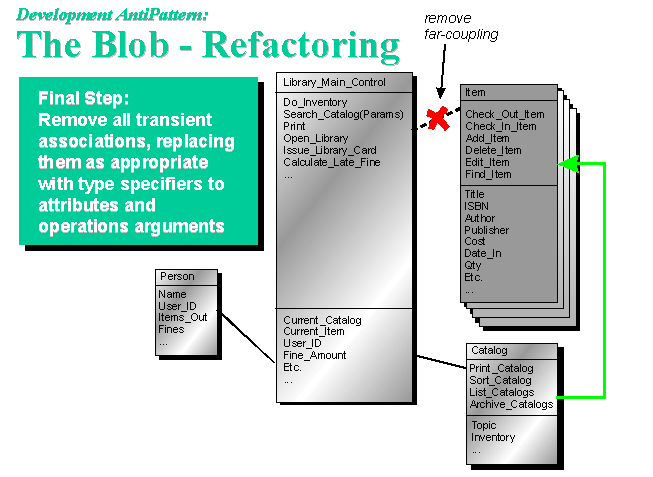 Development AntiPattern:
The Blob - Refactoring
remove
far-coupling
Final Step:
Remove all transient
associations, replacing
them as appropriate
with type specifiers to
attributes and
operations arguments
Library_Main_Control
Do_Inventory
Search_Catalog(Params)
Print
Open_Library
Issue_Library_Card
Calculate_Late_Fine
...
Current_Catalog
Current_Item
User_ID
Fine_Amount
Etc.
...
Item
Check_Out_Item
Check_In_Item
Add_Item
Delete_Item
Edit_Item
Find_Item
Title
ISBN
Author
Publisher
Cost
Date_In
Qty
Etc.
...
Person
Name
User_ID
Items_Out
Fines
...
Catalog
Print_Catalog
Sort_Catalog
List_Catalogs
Archive_Catalogs
Topic
Inventory
...